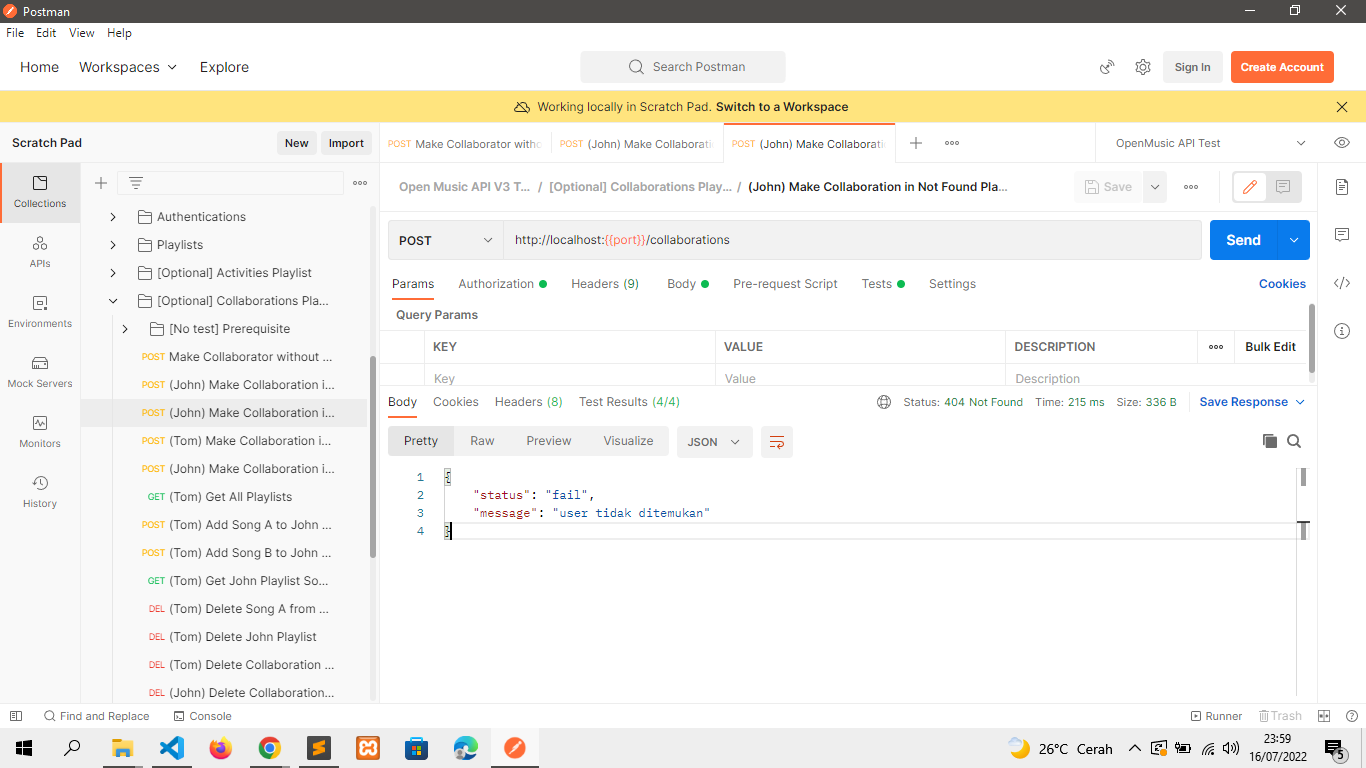 Postman
File Edit View Help
Home Workspaces Explore
Search Postman
Sign In
Create Account
Working locally in Scratch Pad. Switch to a Workspace
Scratch Pad
New
Import
POST Make Collaborator witho
POST (John) Make Collaborati
POST (John) Make Collaborati
OpenMusic API Test
Collections
APIs
Environments
Mock Servers
Monitors
History
Authentications
Playlists
[Optional] Activities Playlist
[Optional] Collaborations Pla...
[No test] Prerequisite
POST Make Collaborator without ...
POST (John) Make Collaboration i...
POST (John) Make Collaboration i...
POST (Tom) Make Collaboration i...
POST (John) Make Collaboration i...
GET (Tom) Get All Playlists
POST (Tom) Add Song A to John ...
POST (Tom) Add Song B to John ...
GET (Tom) Get John Playlist So...
DEL (Tom) Delete Song A from ...
DEL (Tom) Delete John Playlist
DEL (Tom) Delete Collaboration ...
DEL (John) Delete Collaboration...
Open Music API V3 T... / [Optional] Collaborations Play... / (John) Make Collaboration in Not Found Pla...
Save
POST
http://localhost:{{port}}/collaborations
Send
Params Authorization Headers (9) Body Pre-request Script Tests Settings
Cookies
Query Params
KEY VALUE DESCRIPTION
Bulk Edit
Key Value Description
Body Cookies Headers (8) Test Results (4/4)
Status: 404 Not Found Time: 215 ms Size: 336 B
Save Response
Pretty Raw Preview Visualize JSON
1 {
2 "status": "fail",
3 "message": "user tidak ditemukan"
4 }
Find and Replace
Console
Runner
Trash
26°C Cerah
23:59
16/07/2022
5